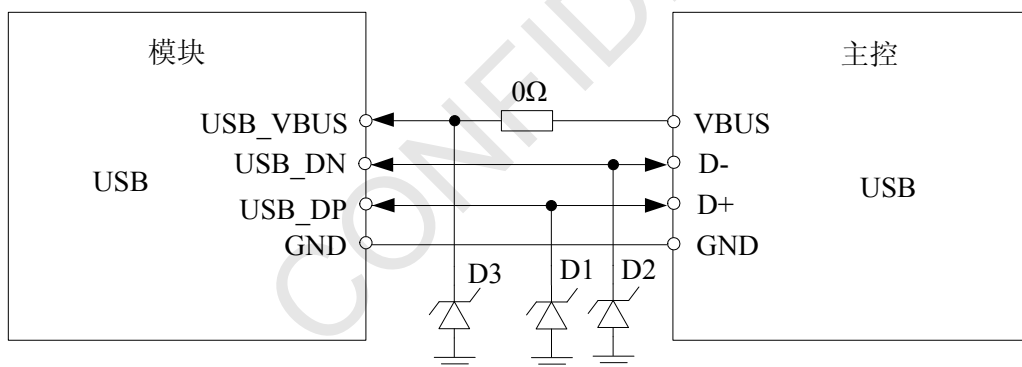 CONFID
模块
主控
0Ω
USB_VBUS
VBUS
USB_DN
D-
USB
USB
USB_DP
D+
GND
GND
D3
D1
D2